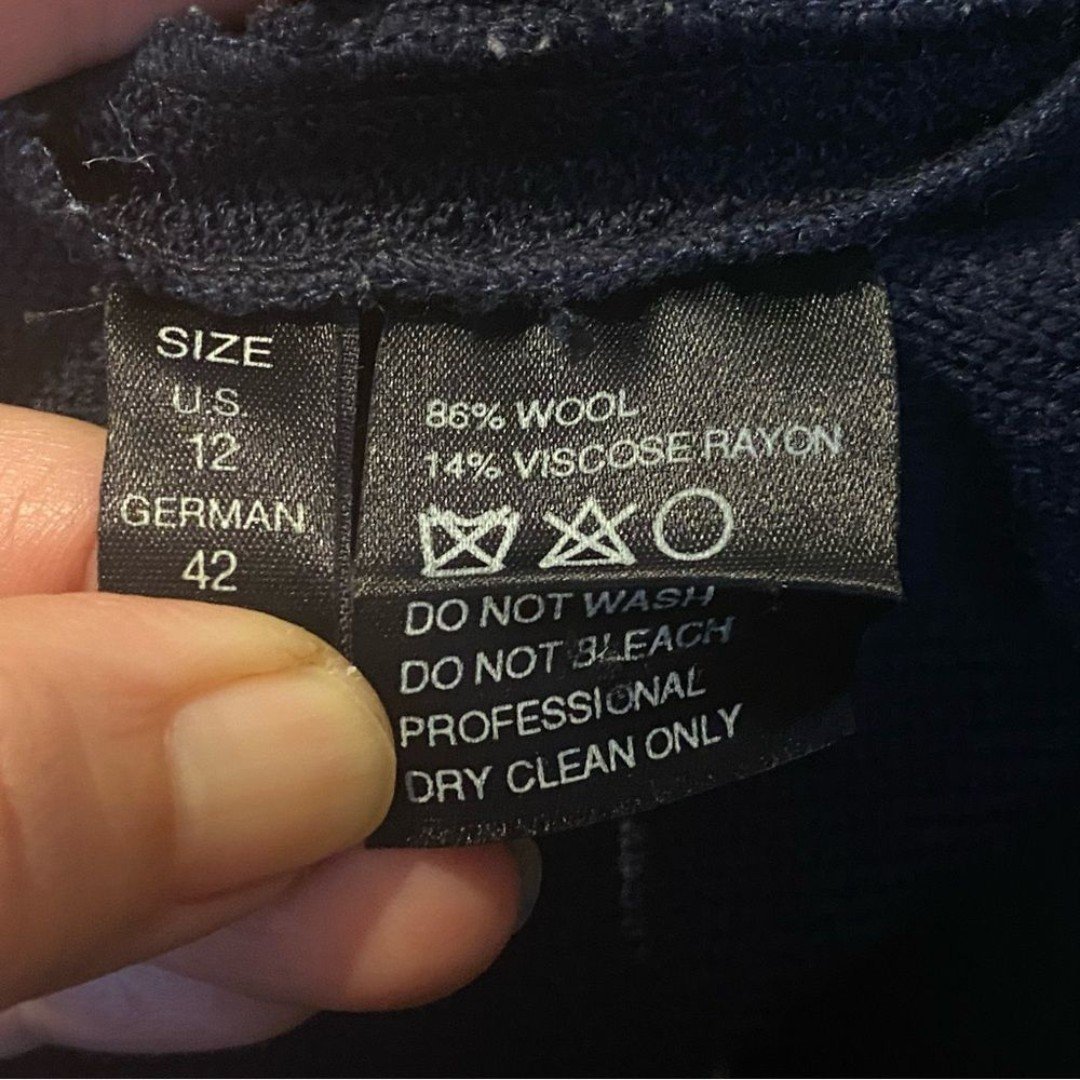 SIZE
U.S.
12
GERMAN
42
86% WOOL
14% VISCOSE RAYON
DO NOT WASH
DO NOT BLEACH
PROFESSIONAL
DRY CLEAN ONLY